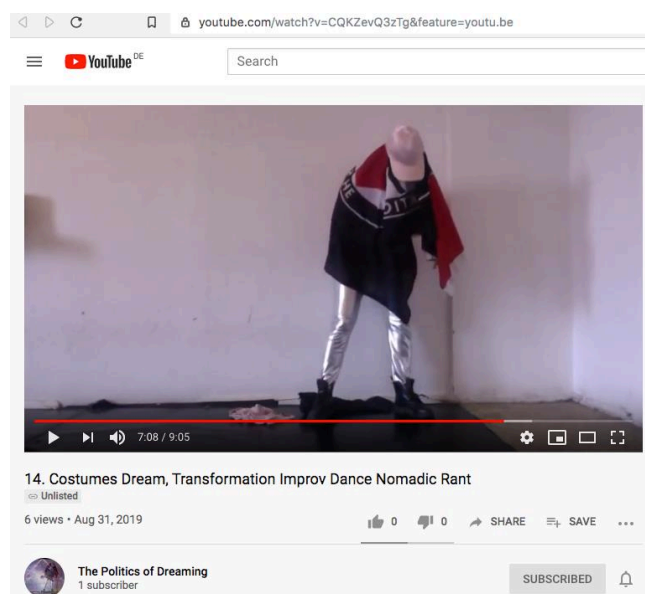 youtube.com/watch?v=CQKZevQ3zTg&feature=youtu.be
YouTube DE
Search
THE
DITI
7:08 / 9:05
14. Costumes Dream, Transformation Improv Dance Nomadic Rant
Unlisted
6 views • Aug 31, 2019
0 0 SHARE SAVE
The Politics of Dreaming
1 subscriber
SUBSCRIBED